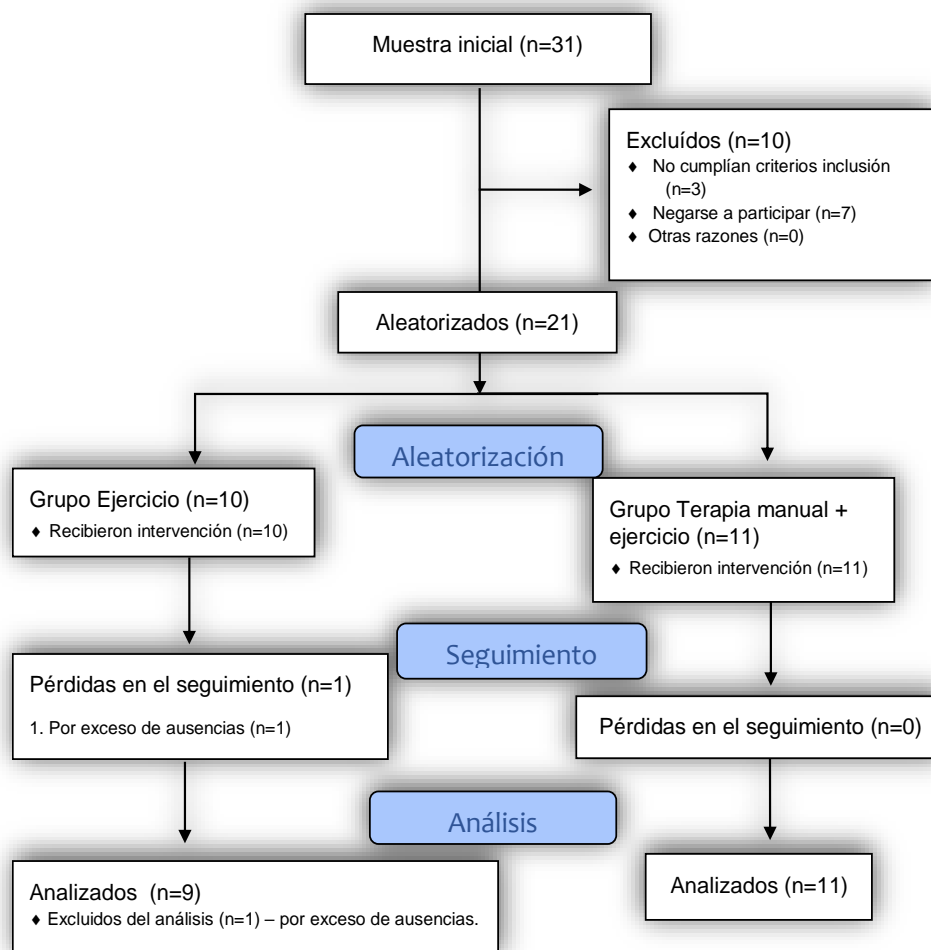 Muestra inicial (n=31)
Excluídos (n=10)
♦ No cumplían criterios inclusión
(n=3)
♦ Negarse a participar (n=7)
♦ Otras razones (n=0)
Aleatorizados (n=21)
Aleatorización
Grupo Ejercicio (n=10)
♦ Recibieron intervención (n=10)
Grupo Terapia manual +
ejercicio (n=11)
♦ Recibieron intervención (n=11)
Seguimiento
Pérdidas en el seguimiento (n=1)
1. Por exceso de ausencias (n=1)
Pérdidas en el seguimiento (n=0)
Análisis
Analizados (n=9)
♦ Excluidos del análisis (n=1) – por exceso de ausencias.
Analizados (n=11)